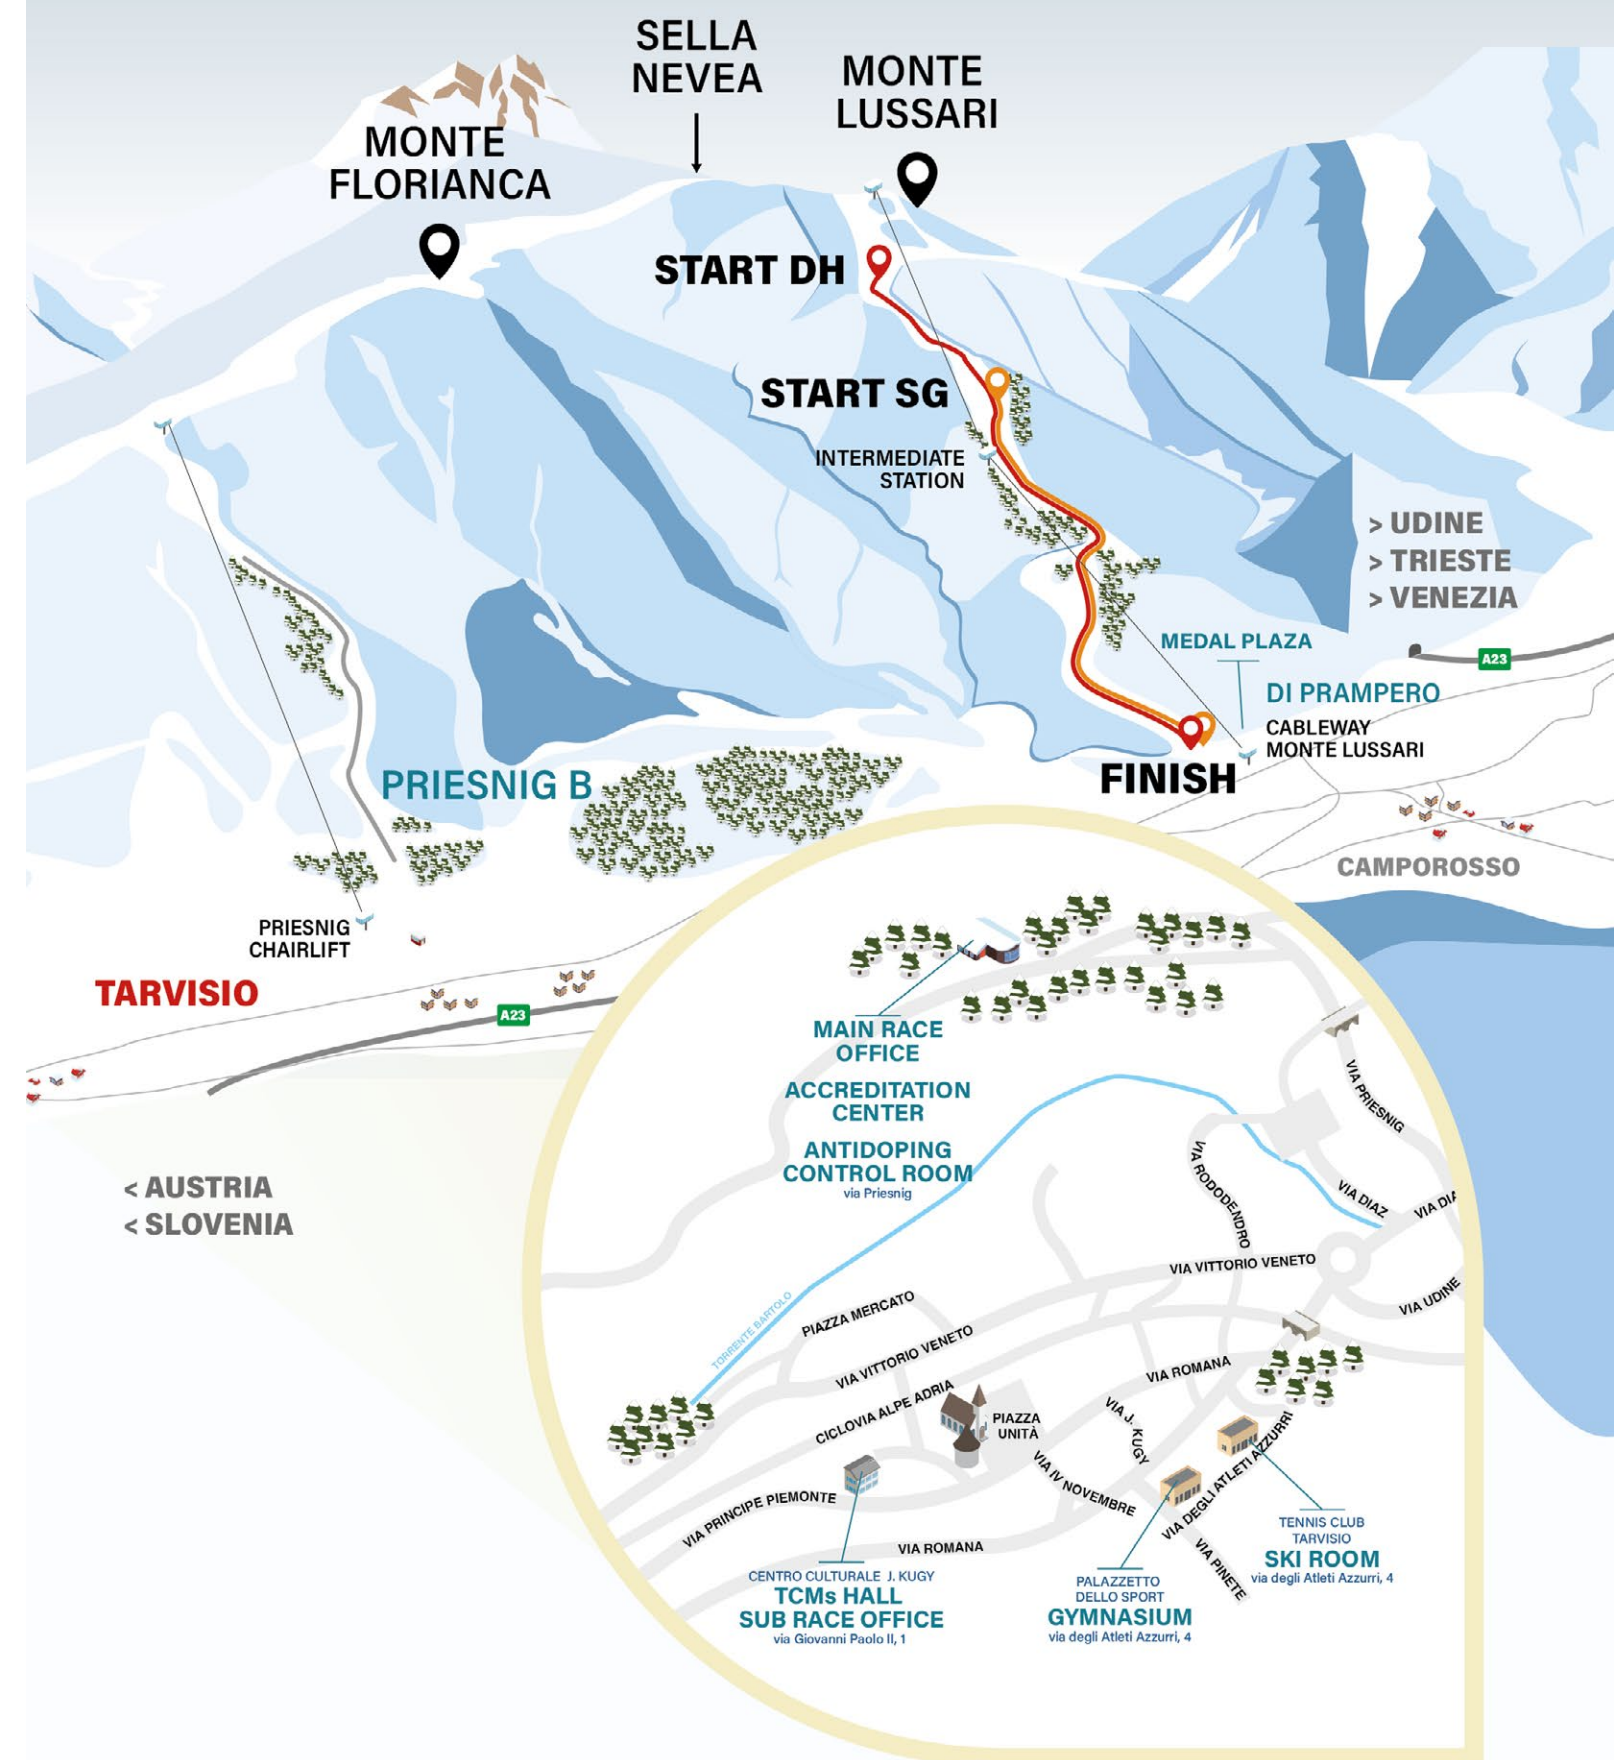 SELLA
NEVEA
MONTE
LUSSARI
MONTE
FLORIANCA
START DH
START SG
INTERMEDIATE
STATION
> UDINE
> TRIESTE
> VENEZIA
MEDAL PLAZA
A23
DI PRAMPERO
CABLEWAY
MONTE LUSSARI
FINISH
PRIESNIG B
CAMPOROSSO
PRIESNIG
CHAIRLIFT
TARVISIO
A23
< AUSTRIA
< SLOVENIA
MAIN RACE
OFFICE
ACCREDITATION
CENTER
ANTIDOPING
CONTROL ROOM
via Priesnig
VIA PRIESNIG
VIA RODODENDRO
VIA DIAZ
VIA DIA
VIA VITTORIO VENETO
VIA UDINE
TORRENTE BARTOLO
PIAZZA MERCATO
VIA VITTORIO VENETO
VIA ROMANA
CICLOVIA ALPE ADRIA
PIAZZA
UNITÀ
VIA J. KUGY
VIA IV NOVEMBRE
VIA DEGLI ATLETI AZZURRI
VIA PRINCIPE PIEMONTE
VIA ROMANA
VIA PINETE
TENNIS CLUB
TARVISIO
SKI ROOM
via degli Atleti Azzurri, 4
CENTRO CULTURALE J. KUGY
TCMs HALL
SUB RACE OFFICE
via Giovanni Paolo II, 1
PALAZZETTO
DELLO SPORT
GYMNASIUM
via degli Atleti Azzurri, 4